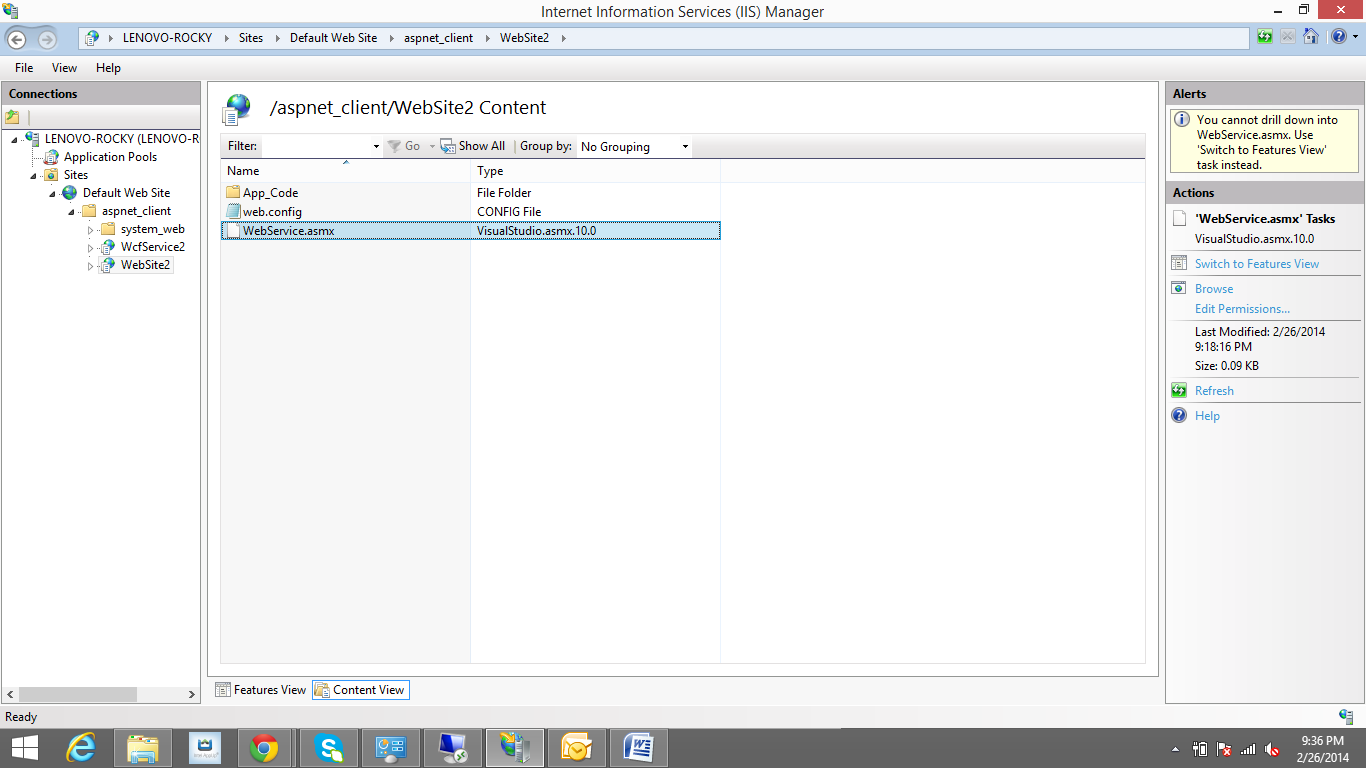 Internet Information Services (IIS) Manager
LENOVO-ROCKY Sites Default Web Site aspnet_client WebSite2
File View Help
Connections
LENOVO-ROCKY (LENOVO-R
Application Pools
Sites
Default Web Site
aspnet_client
system_web
WcfService2
WebSite2
/aspnet_client/WebSite2 Content
Filter: Go Show All Group by: No Grouping
Name Type
App_Code File Folder
web.config CONFIG File
WebService.asmx VisualStudio.asmx.10.0
Features View Content View
Alerts
You cannot drill down into
WebService.asmx. Use
'Switch to Features View'
task instead.
Actions
'WebService.asmx' Tasks
VisualStudio.asmx.10.0
Switch to Features View
Browse
Edit Permissions...
Last Modified: 2/26/2014
9:18:16 PM
Size: 0.09 KB
Refresh
Help
Ready
9:36 PM
2/26/2014